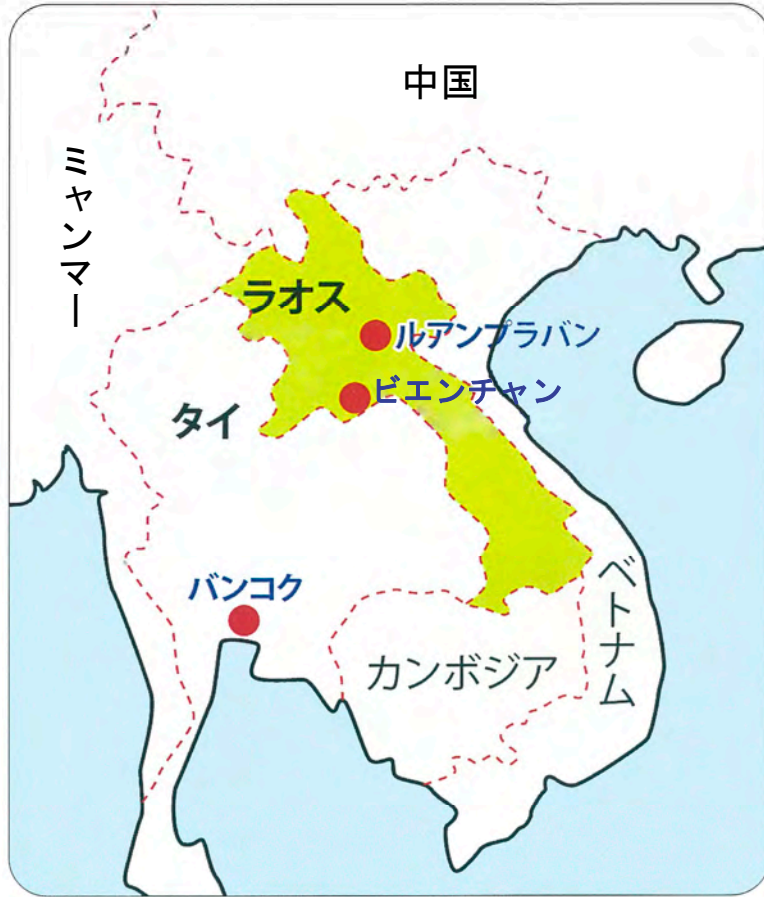 中国
ミャンマー
ラオス
ルアンプラバン
ビエンチャン
タイ
バンコク
ベトナム
カンボジア